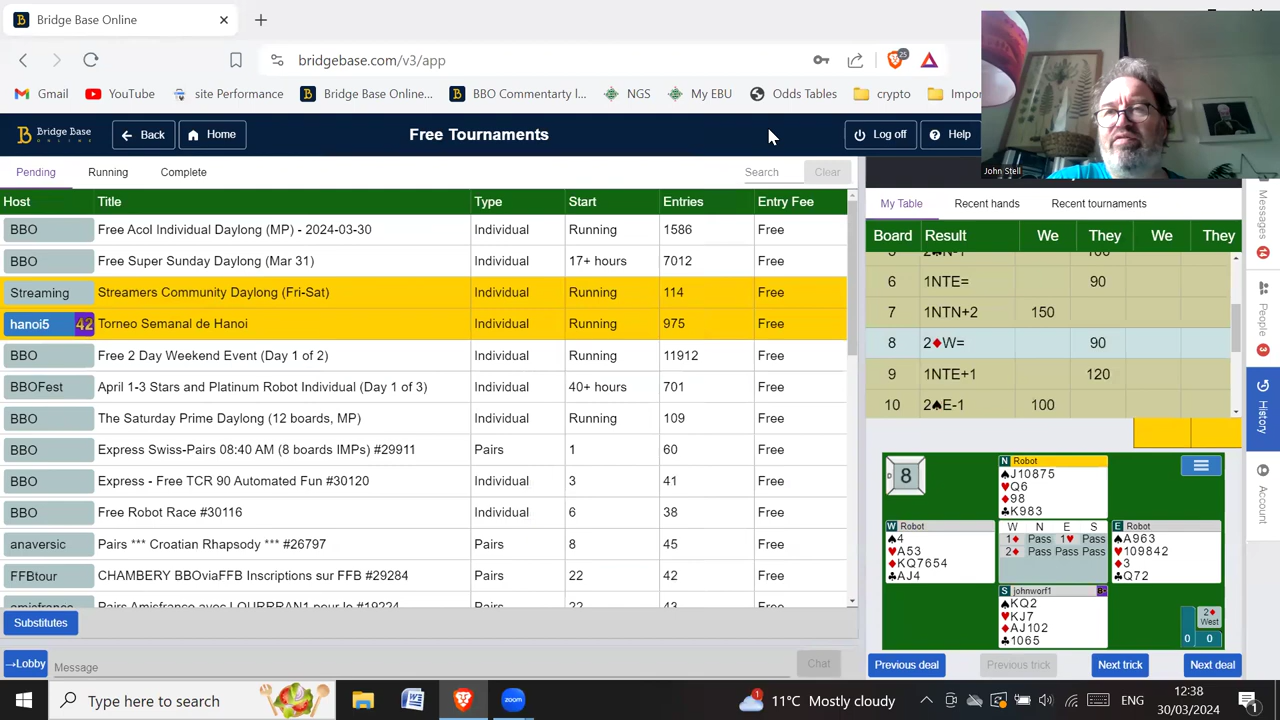 Bridge Base Online
bridgebase.com/v3/app
25
Gmail YouTube site Performance Bridge Base Online... BBO Commentarty I... NGS My EBU Odds Tables crypto Impor
Bridge Base
ONLINE
Back Home Free Tournaments Log off Help
John Stell
Pending Running Complete Search Clear
Host Title Type Start Entries Entry Fee
BBO Free Acol Individual Daylong (MP) - 2024-03-30 Individual Running 1586 Free
BBO Free Super Sunday Daylong (Mar 31) Individual 17+ hours 7012 Free
Streaming Streamers Community Daylong (Fri-Sat) Individual Running 114 Free
hanoi5 42 Torneo Semanal de Hanoi Individual Running 975 Free
BBO Free 2 Day Weekend Event (Day 1 of 2) Individual Running 11912 Free
BBOFest April 1-3 Stars and Platinum Robot Individual (Day 1 of 3) Individual 40+ hours 701 Free
BBO The Saturday Prime Daylong (12 boards, MP) Individual Running 109 Free
BBO Express Swiss-Pairs 08:40 AM (8 boards IMPs) #29911 Pairs 1 60 Free
BBO Express - Free TCR 90 Automated Fun #30120 Individual 3 41 Free
BBO Free Robot Race #30116 Individual 6 38 Free
anaversic Pairs *** Croatian Rhapsody *** #26797 Pairs 8 45 Free
FFBtour CHAMBERY BBOviaFFB Inscriptions sur FFB #29284 Pairs 22 42 Free
Substitutes
→Lobby Message Chat
My Table Recent hands Recent tournaments
Board Result We They We They
6 1NTE= 90
7 1NTN+2 150
8 2♦W= 90
9 1NTE+1 120
10 2♠E-1 100
8
N Robot
♠J10875
♥Q6
♦98
♣K983
W Robot
♠4
♥A53
♦KQ7654
♣AJ4
W N E S
1♦ Pass 1♥ Pass
2♦ Pass Pass Pass
E Robot
♠A963
♥109842
♦3
♣Q72
S johnworf1
♠KQ2
♥KJ7
♦AJ102
♣1065
2♦
West
0 0
Previous deal Previous trick Next trick Next deal
Messages
14
People
3
History
Account
Type here to search
1
11°C Mostly cloudy
ENG
12:38
30/03/2024
1